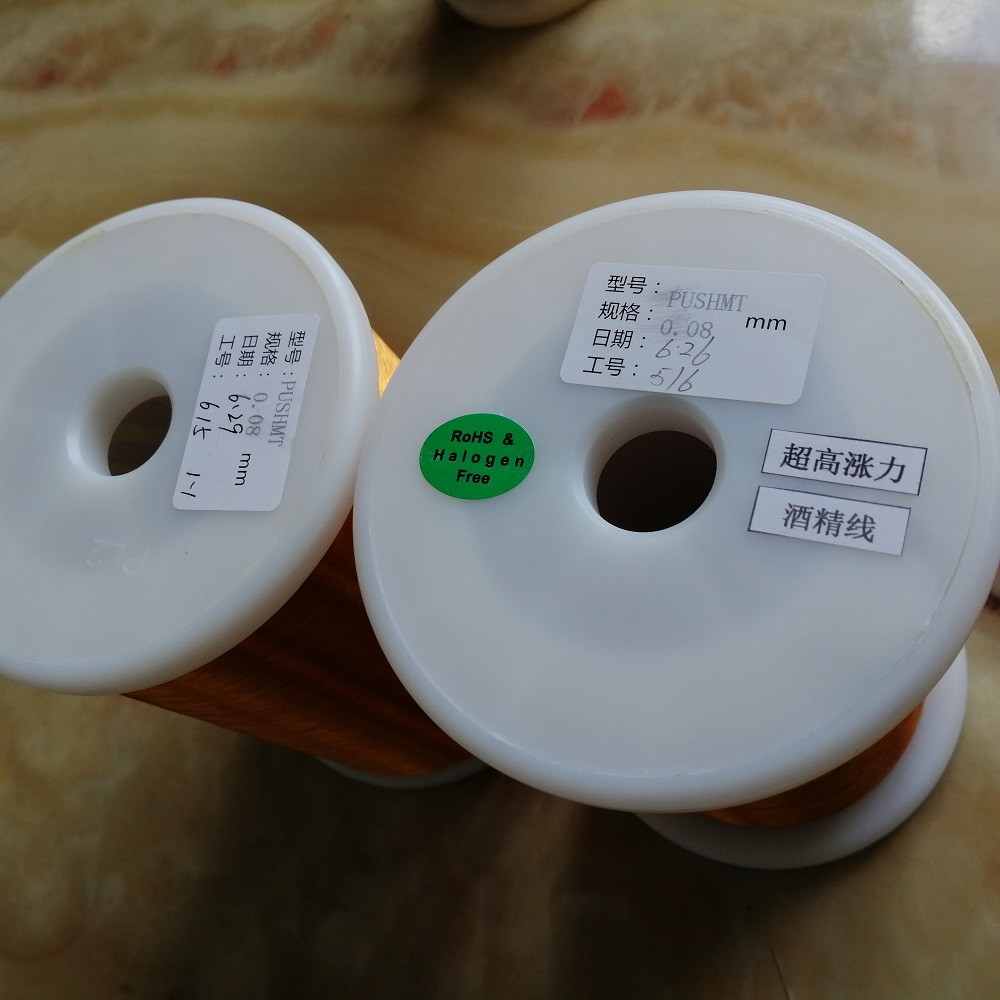 型号:PUSHMT
规格:0.08 mm
日期:6.29
工号:615 1~1
型号:PUSHMT
规格:0.08 mm
日期:6.26
工号:516
RoHS &
Halogen
Free
超高涨力
酒精线